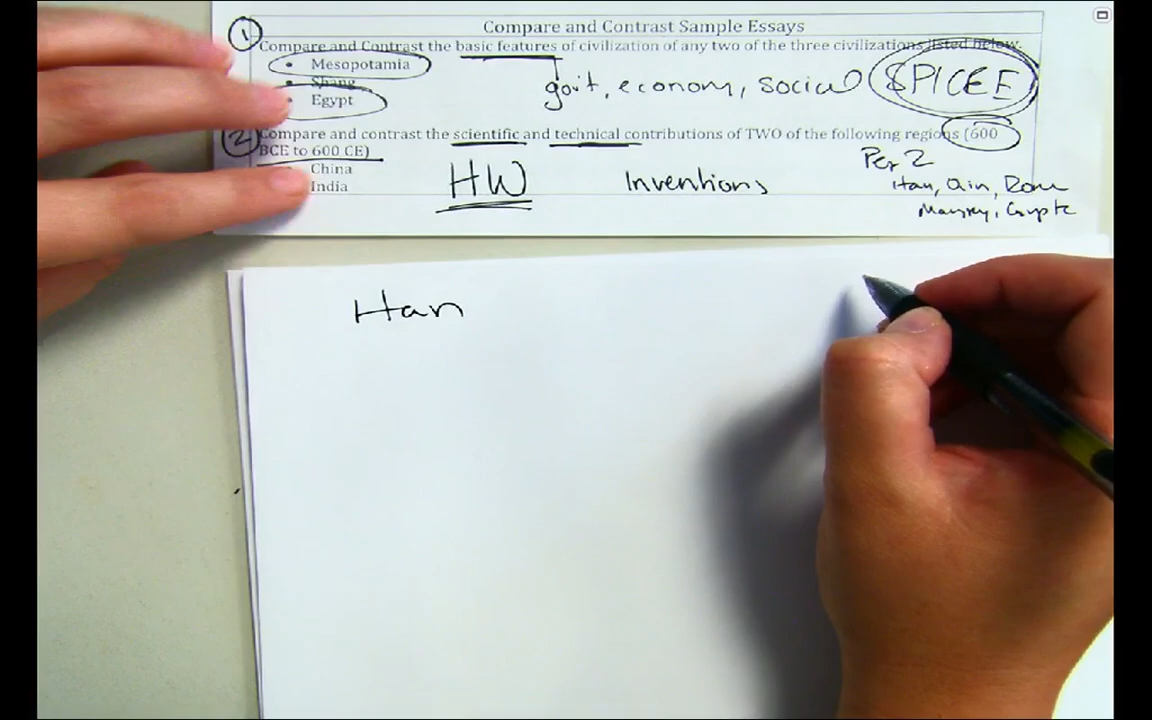 Compare and Contrast Sample Essays
1
Compare and Contrast the basic features of civilization of any two of the three civilizations listed below.
• Mesopotamia
• Shang
• Egypt
gov't, econom, social SPICEE
2 Compare and contrast the scientific and technical contributions of TWO of the following regions (600
BCE to 600 CE)
China
India
HW
Inventions
Per 2
Han, Qin, Rom
Han